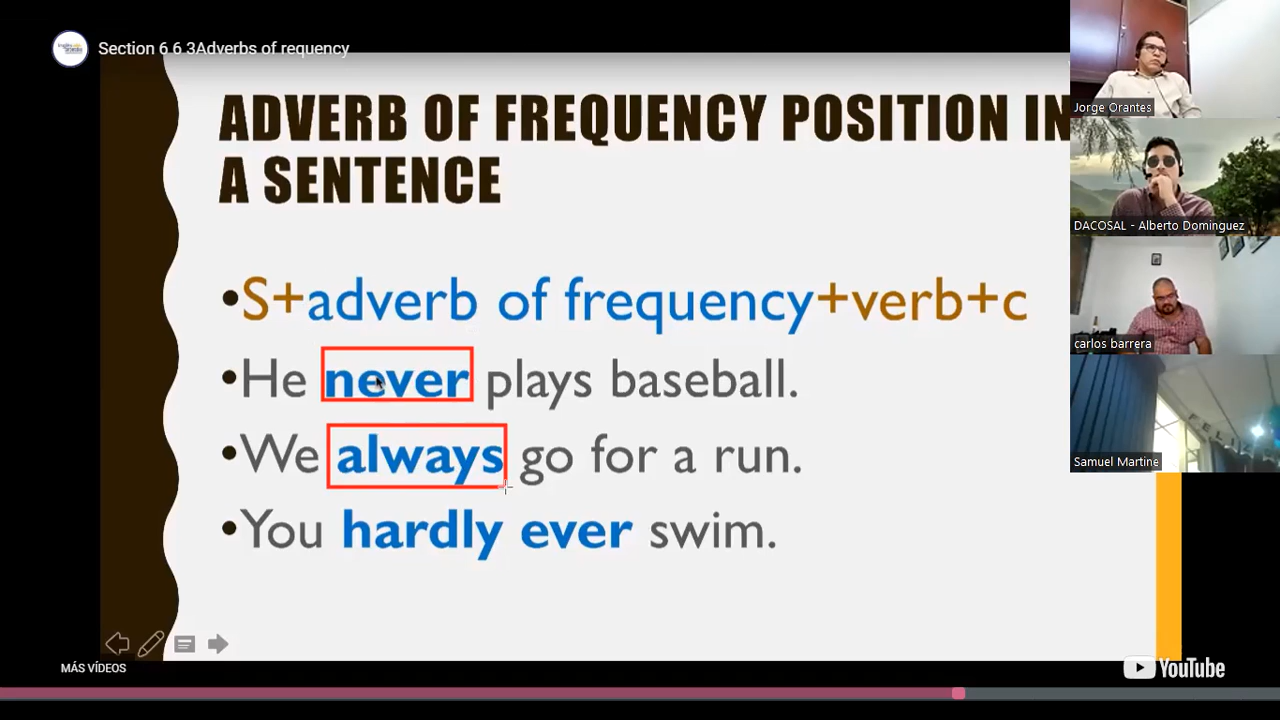 Section 6 6 3Adverbs of requency
ADVERB OF FREQUENCY POSITION IN
A SENTENCE
•S+adverb of frequency+verb+c
•He never plays baseball.
•We always go for a run.
•You hardly ever swim.
MÁS VÍDEOS
YouTube
Jorge Orantes
DACOSAL - Alberto Dominguez
carlos barrera
Samuel Martine